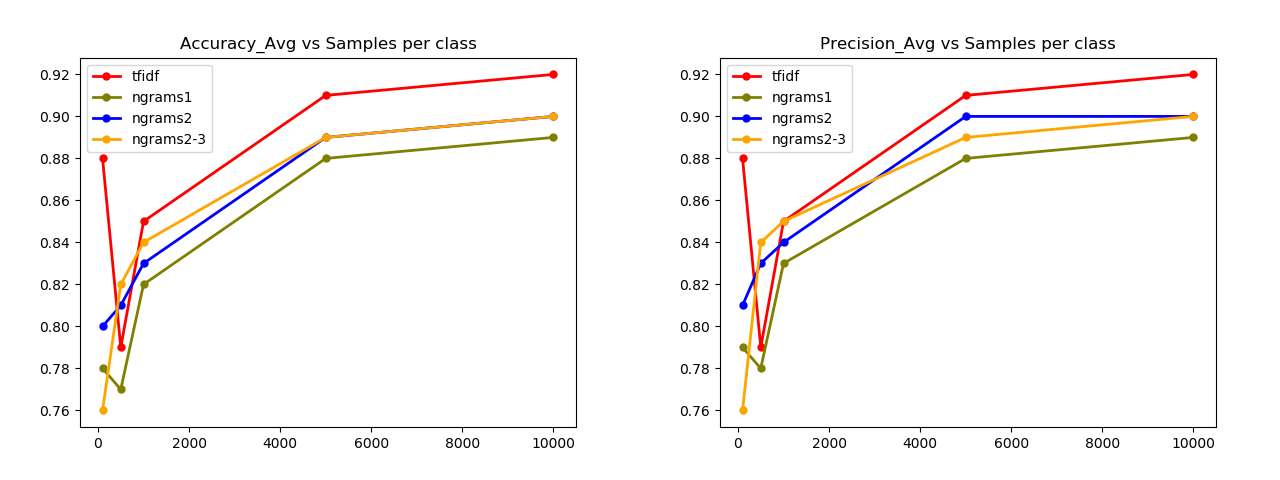 Accuracy_Avg vs Samples per class
0.92
0.90
0.88
0.86
0.84
0.82
0.80
0.78
0.76
tfidf
ngrams1
ngrams2
ngrams2-3
0 2000 4000 6000 8000 10000
Precision_Avg vs Samples per class
0.92
0.90
0.88
0.86
0.84
0.82
0.80
0.78
0.76
tfidf
ngrams1
ngrams2
ngrams2-3
0 2000 4000 6000 8000 10000